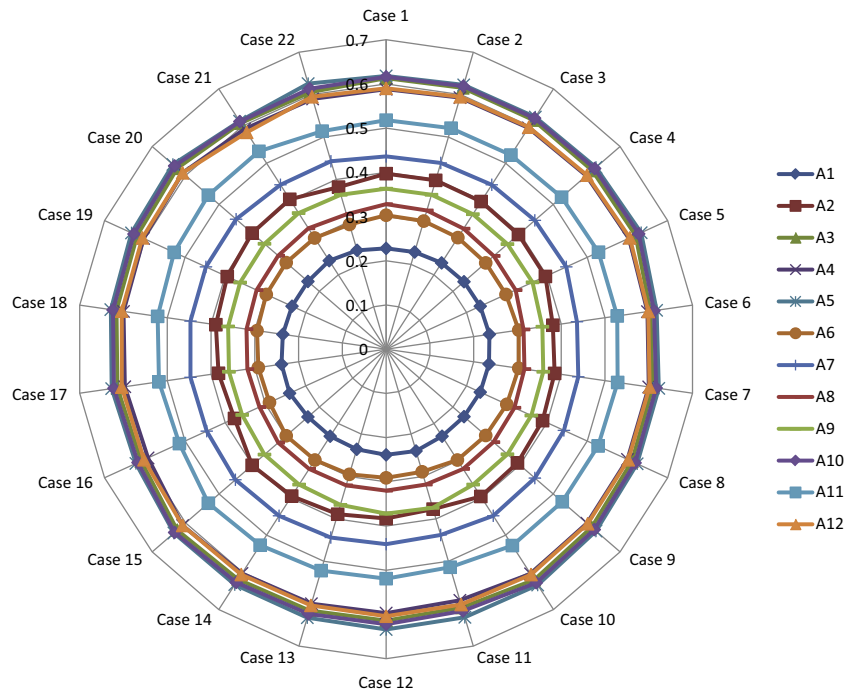 Case 1
Case 2
Case 3
Case 4
Case 5
Case 6
Case 7
Case 8
Case 9
Case 10
Case 11
Case 12
Case 13
Case 14
Case 15
Case 16
Case 17
Case 18
Case 19
Case 20
Case 21
Case 22
0.7
0.6
0.5
0.4
0.3
0.2
0.1
0
A1
A2
A3
A4
A5
A6
A7
A8
A9
A10
A11
A12